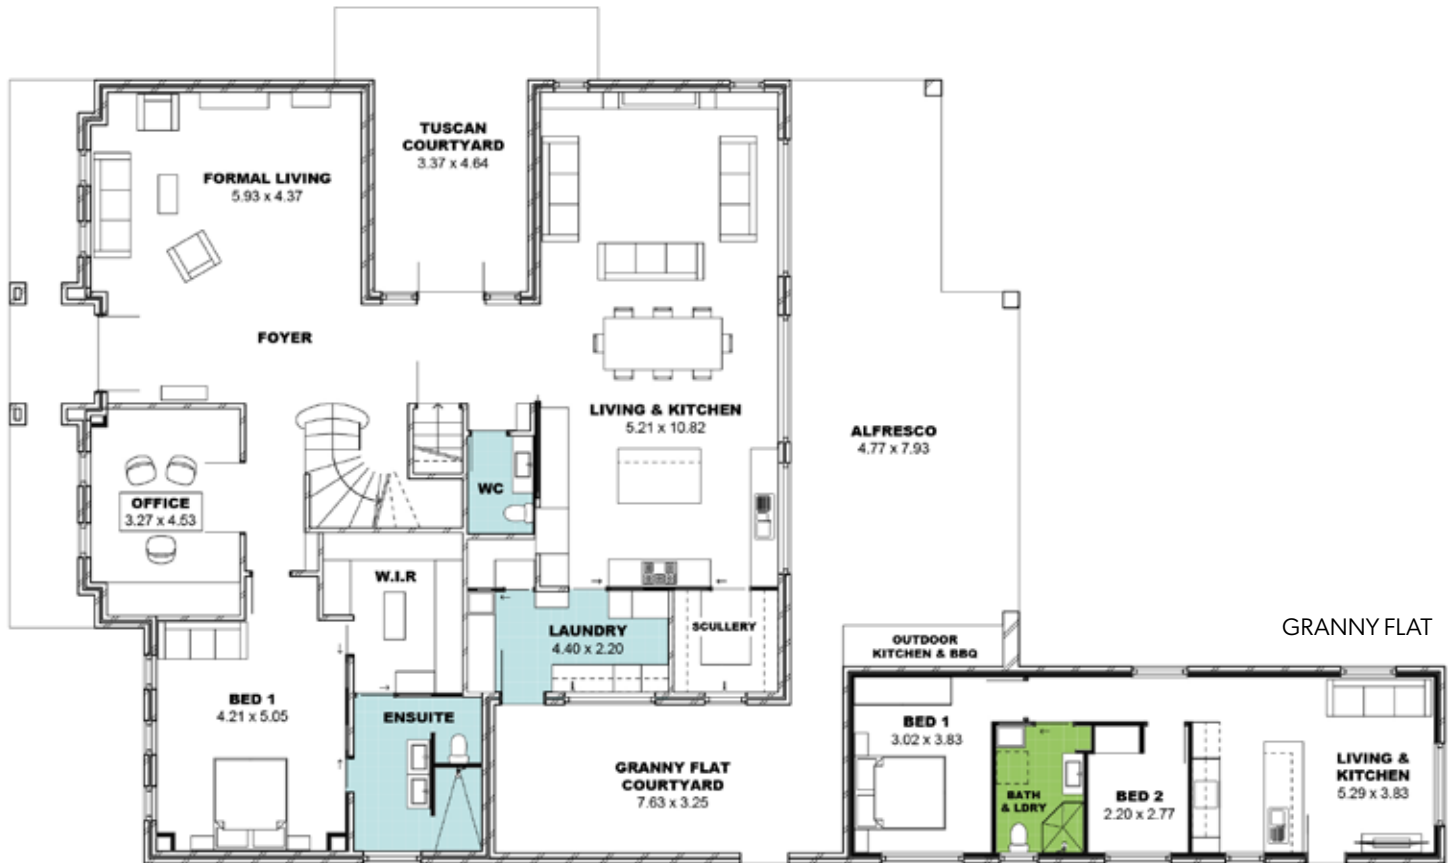 TUSCAN
COURTYARD
3.37 x 4.64
FORMAL LIVING
5.93 x 4.37
FOYER
LIVING & KITCHEN
5.21 x 10.82
ALFRESCO
4.77 x 7.93
OFFICE
3.27 x 4.53
WC
W.I.R
LAUNDRY
4.40 x 2.20
SCULLERY
OUTDOOR
KITCHEN & BBQ
GRANNY FLAT
BED 1
4.21 x 5.05
ENSUITE
GRANNY FLAT
COURTYARD
7.63 x 3.25
BED 1
3.02 x 3.83
BATH
& LDRY
BED 2
2.20 x 2.77
LIVING &
KITCHEN
5.29 x 3.83